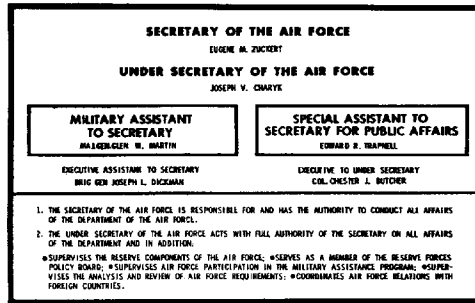 SECRETARY OF THE AIR FORCE
EUGENE M. ZUCKERT
UNDER SECRETARY OF THE AIR FORCE
JOSEPH V. CHARYK
MILITARY ASSISTANT
TO SECRETARY
MAJ.GEN.GLEN W. MARTIN
SPECIAL ASSISTANT TO
SECRETARY FOR PUBLIC AFFAIRS
EDWARD R. TRAPNELL
EXECUTIVE ASSISTANT TO SECRETARY
BRIG GEN JOSEPH L. DICKMAN
EXECUTIVE TO UNDER SECRETARY
COL. CHESTER J. BUTCHER
1. THE SECRETARY OF THE AIR FORCE IS RESPONSIBLE FOR AND HAS THE AUTHORITY TO CONDUCT ALL AFFAIRS
OF THE DEPARTMENT OF THE AIR FORCE.
2. THE UNDER SECRETARY OF THE AIR FORCE ACTS WITH FULL AUTHORITY OF THE SECRETARY ON ALL AFFAIRS
OF THE DEPARTMENT AND IN ADDITION:
•SUPERVISES THE RESERVE COMPONENTS OF THE AIR FORCE; •SERVES AS A MEMBER OF THE RESERVE FORCES
POLICY BOARD; •SUPERVISES AIR FORCE PARTICIPATION IN THE MILITARY ASSISTANCE PROGRAM; •SUPER-
VISES THE ANALYSIS AND REVIEW OF AIR FORCE REQUIREMENTS; •COORDINATES AIR FORCE RELATIONS WITH
FOREIGN COUNTRIES.